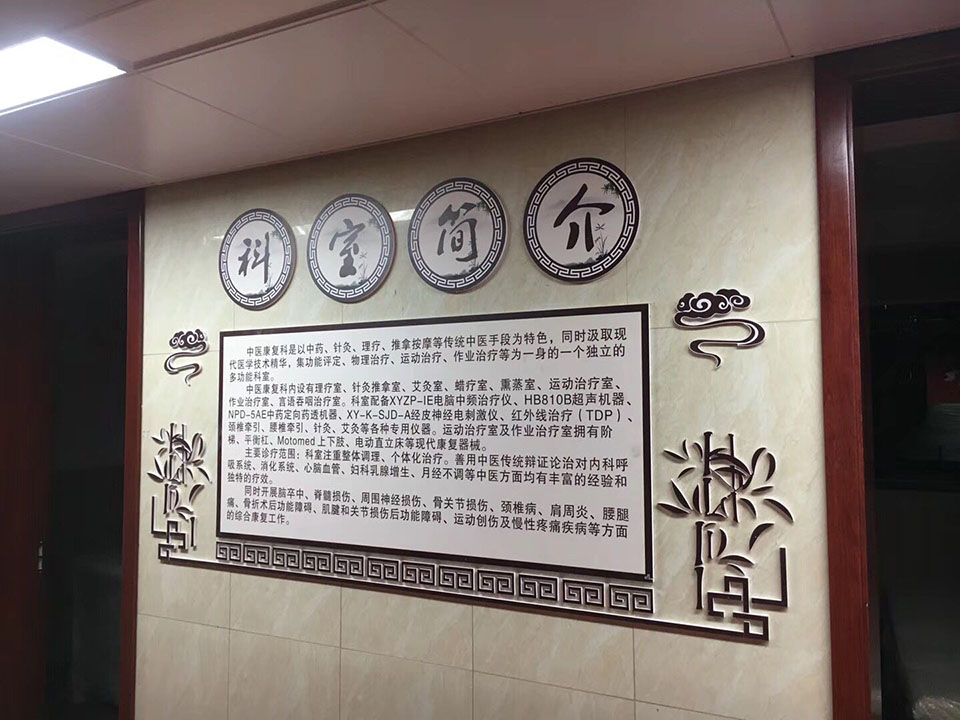 科室简介
中医康复科是以中药、针灸、理疗、推拿按摩等传统中医手段为特色，同时汲取现
代医学技术精华，集功能评定、物理治疗、运动治疗、作业治疗等为一身的一个独立的
多功能科室。
中医康复科内设有理疗室、针灸推拿室、艾灸室、蜡疗室、熏蒸室、运动治疗室、
作业治疗室、言语吞咽治疗室。科室配备XYZP-IE电脑中频治疗仪、HB810B超声机器、
NPD-5AE中药定向药透机器、XY-K-SJD-A经皮神经电刺激仪、红外线治疗（TDP）、
颈椎牵引、腰椎牵引、针灸、艾灸等各种专用仪器。运动治疗室及作业治疗室拥有阶
梯、平衡杠、Motomed上下肢、电动直立床等现代康复器械。
主要诊疗范围：科室注重整体调理、个体化治疗。善用中医传统辩证论治对内科呼
吸系统、消化系统、心脑血管、妇科乳腺增生、月经不调等中医方面均有丰富的经验和
独特的疗效。
同时开展脑卒中、脊髓损伤、周围神经损伤、骨关节损伤、颈椎病、肩周炎、腰腿
痛、骨折术后功能障碍、肌腱和关节损伤后功能障碍、运动创伤及慢性疼痛疾病等方面
的综合康复工作。